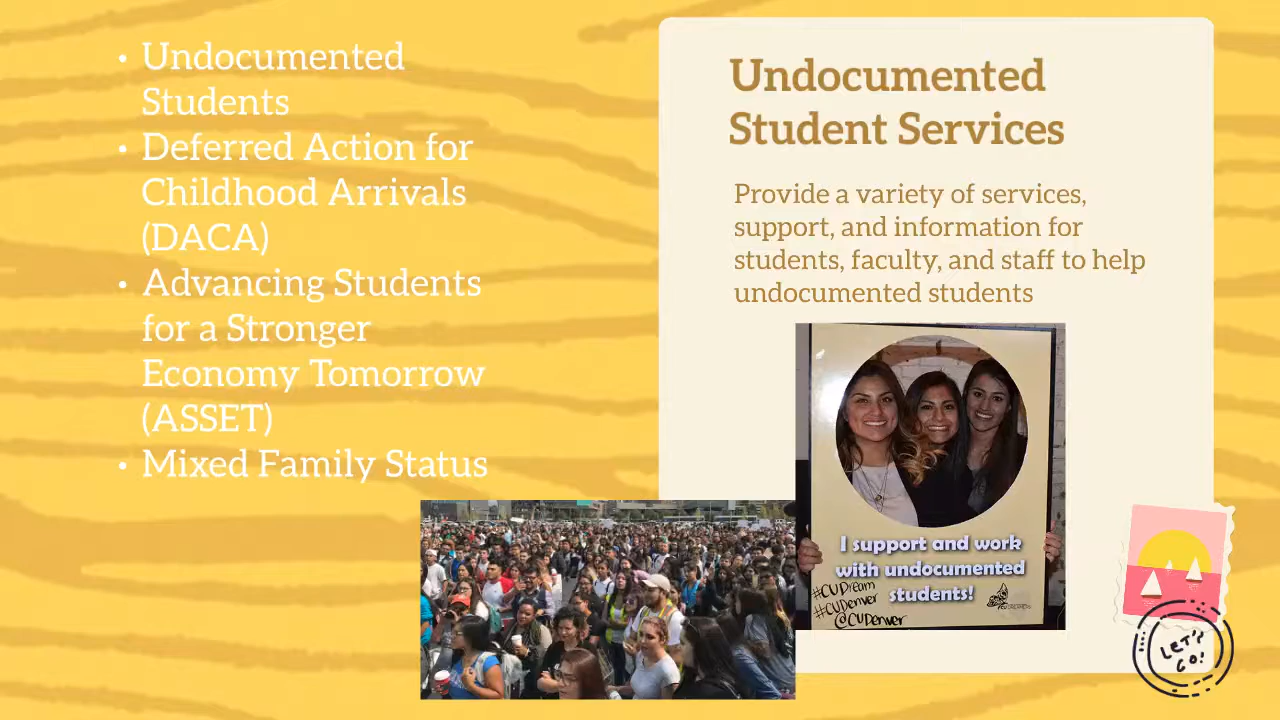 • Undocumented
Students
• Deferred Action for
Childhood Arrivals
(DACA)
• Advancing Students
for a Stronger
Economy Tomorrow
(ASSET)
• Mixed Family Status
Undocumented
Student Services
Provide a variety of services,
support, and information for
students, faculty, and staff to help
undocumented students
I support and work
with undocumented
students!
#CUDream
#CUDenver
@CUDenver
LET'S
GO!